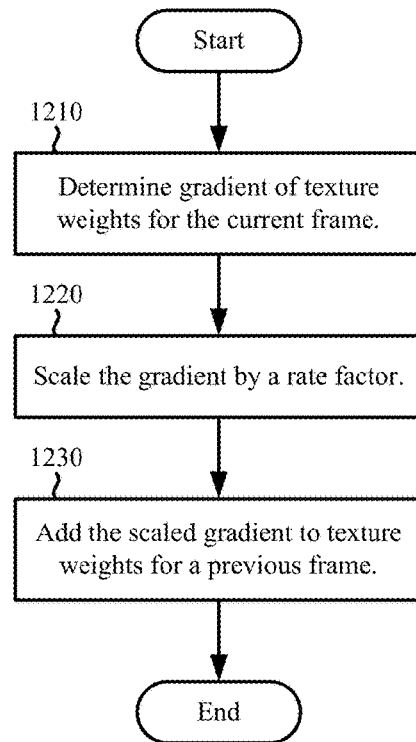 Start
1210
Determine gradient of texture
weights for the current frame.
1220
Scale the gradient by a rate factor.
1230
Add the scaled gradient to texture
weights for a previous frame.
End